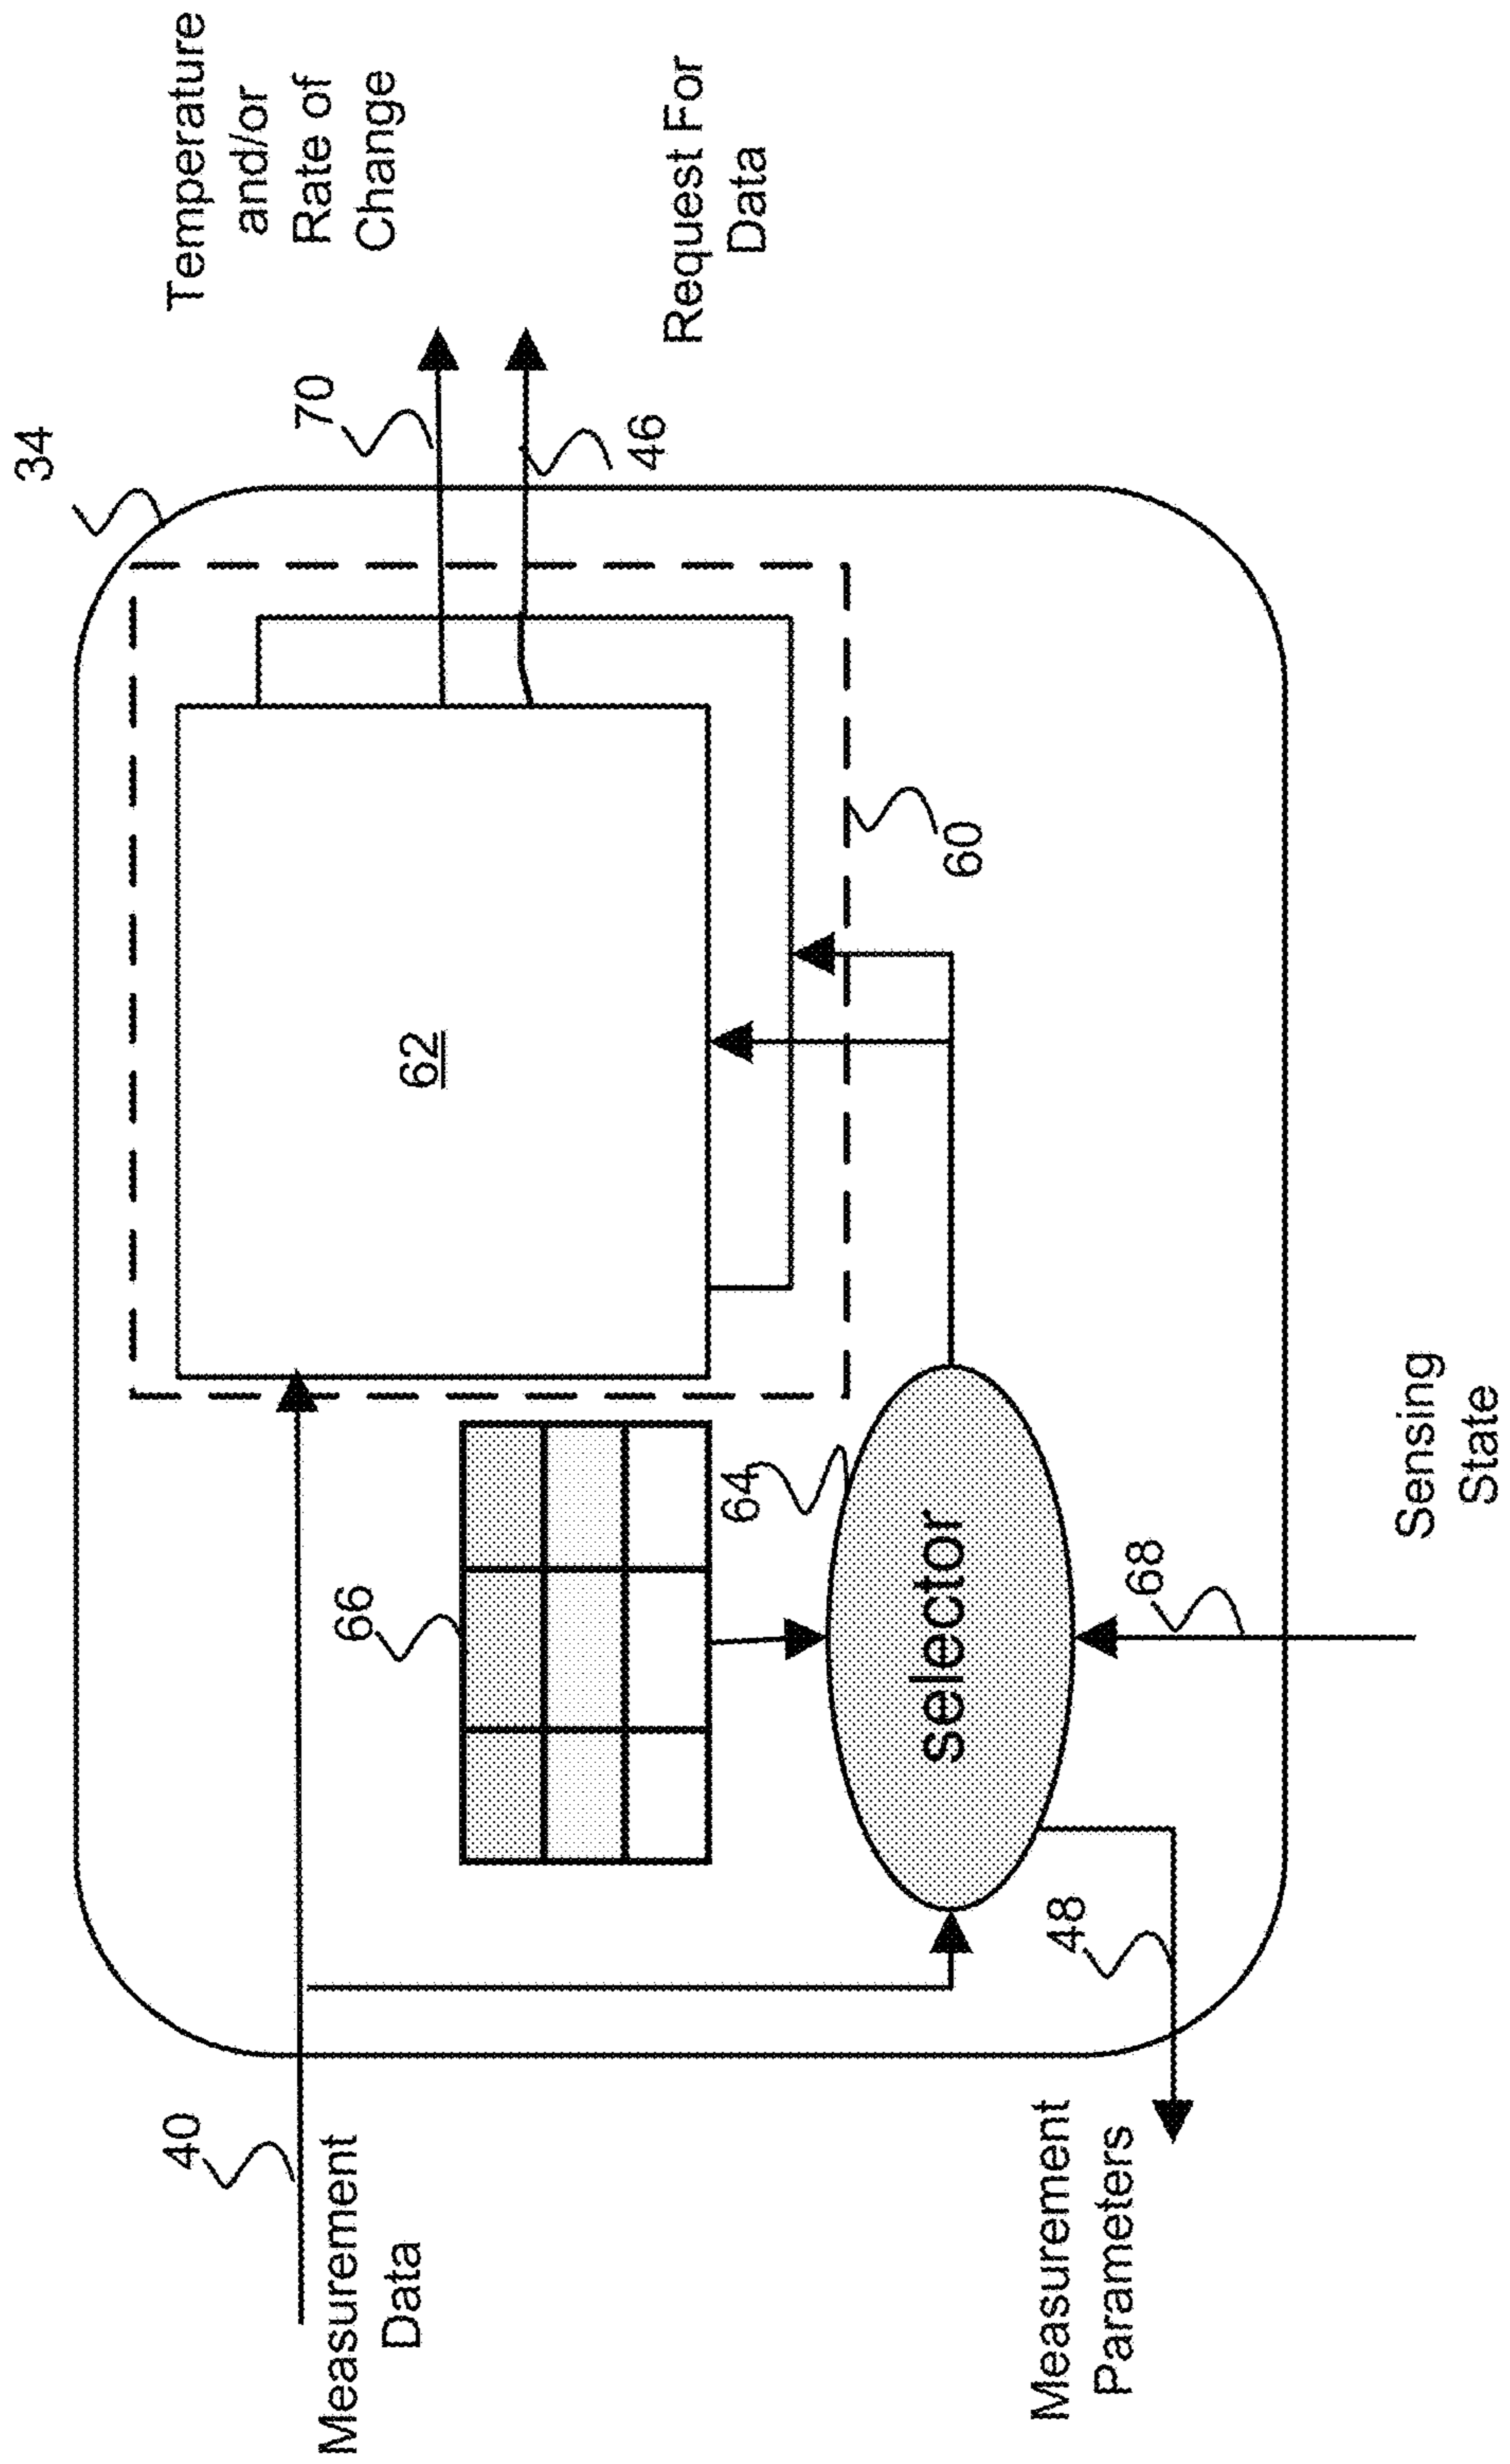 34
40
Measurement
Data
Temperature
and/or
Rate of
Change
70
66
62
46
Request For
Data
64
selector
60
48
Measurement
Parameters
68
Sensing
State